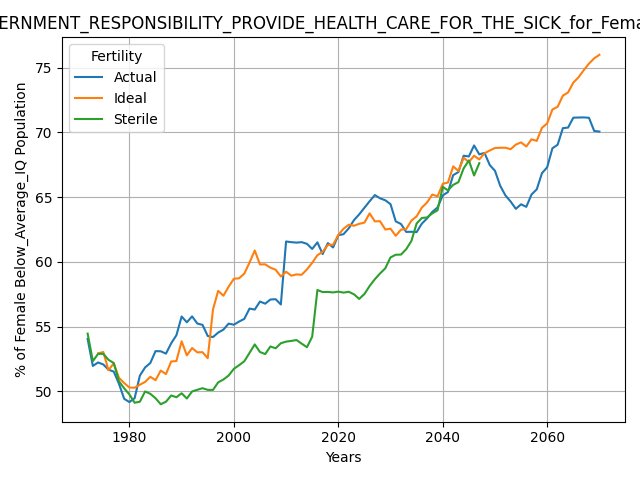 ERNMENT_RESPONSIBILITY_PROVIDE_HEALTH_CARE_FOR_THE_SICK_for_Fema
Fertility
Actual
Ideal
Sterile
% of Female Below_Average_IQ Population
75
70
65
60
55
50
1980 2000 2020 2040 2060
Years